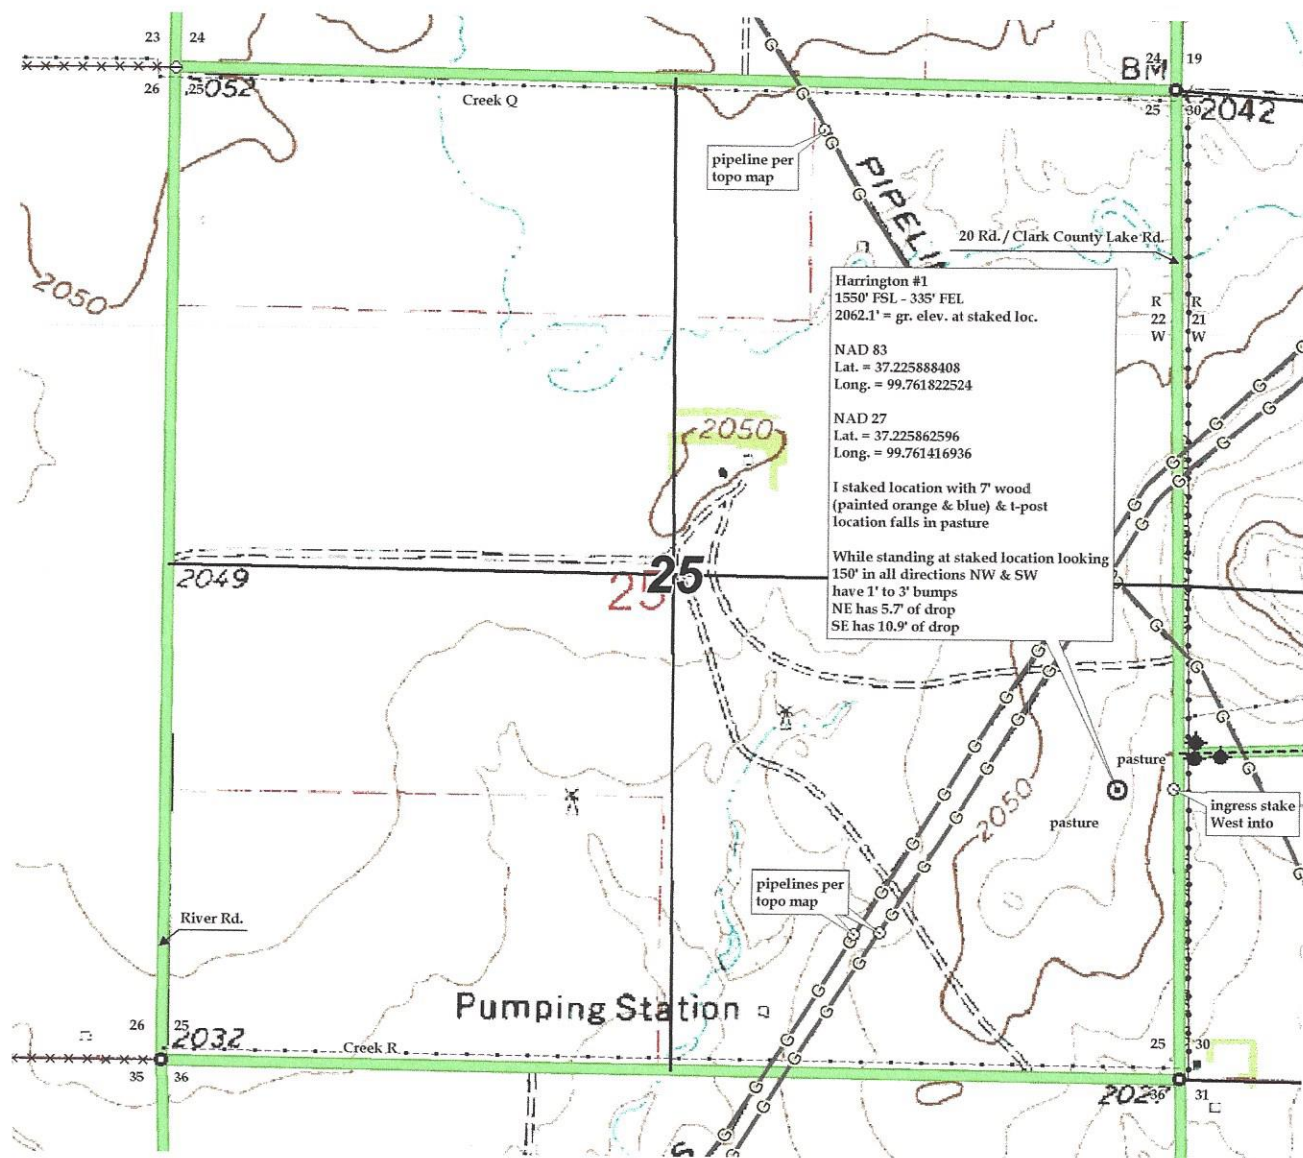 23 24
24 19
BM
26 25
2052
Creek Q
25 30
2042
pipeline per
topo map
20 Rd. / Clark County Lake Rd.
2050
R R
22 21
W W
Harrington #1
1550' FSL - 335' FEL
2062.1' = gr. elev. at staked loc.
NAD 83
Lat. = 37.225888408
Long. = 99.761822524
NAD 27
Lat. = 37.225862596
Long. = 99.761416936
I staked location with 7' wood
(painted orange & blue) & t-post
location falls in pasture
While standing at staked location looking
150' in all directions NW & SW
have 1' to 3' bumps
NE has 5.7' of drop
SE has 10.9' of drop
2050
2049
25
25
pasture
2050
pasture
ingress stake
West into
pipelines per
topo map
River Rd.
Pumping Station
26 25
2032
Creek R
25 30
35 36
2027
36 31